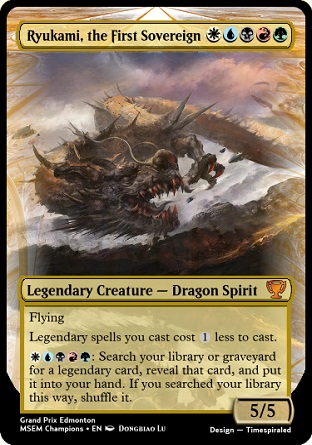 Ryukami, the First Sovereign
Legendary Creature — Dragon Spirit
Flying
Legendary spells you cast cost 1 less to cast.
: Search your library or graveyard
for a legendary card, reveal that card, and put
it into your hand. If you searched your library
this way, shuffle it.
5/5
Grand Prix Edmonton
MSEM Champions • EN Dongbiao Lu
Design — Timespiraled